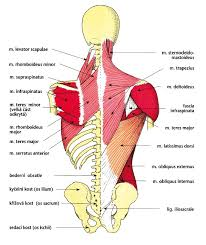 m. levator scapulae
m. rhomboideus minor
m. supraspinatus
m. infraspinatus
m. teres minor
(velká část
odkrytá)
m. rhomboideus
major
m. teres major
m. serratus anterior
bederní obratle
kyčelní kost (os ilium)
křížová kost (os sacrum)
sedací kost (os ischii)
m. sternocleido-
mastoideus
m. trapezius
m. deltoideus
fascia
infraspinata
m. teres major
m. latissimus dorsi
m. obliquus externus
m. obliquus internus
lig. iliosacrale